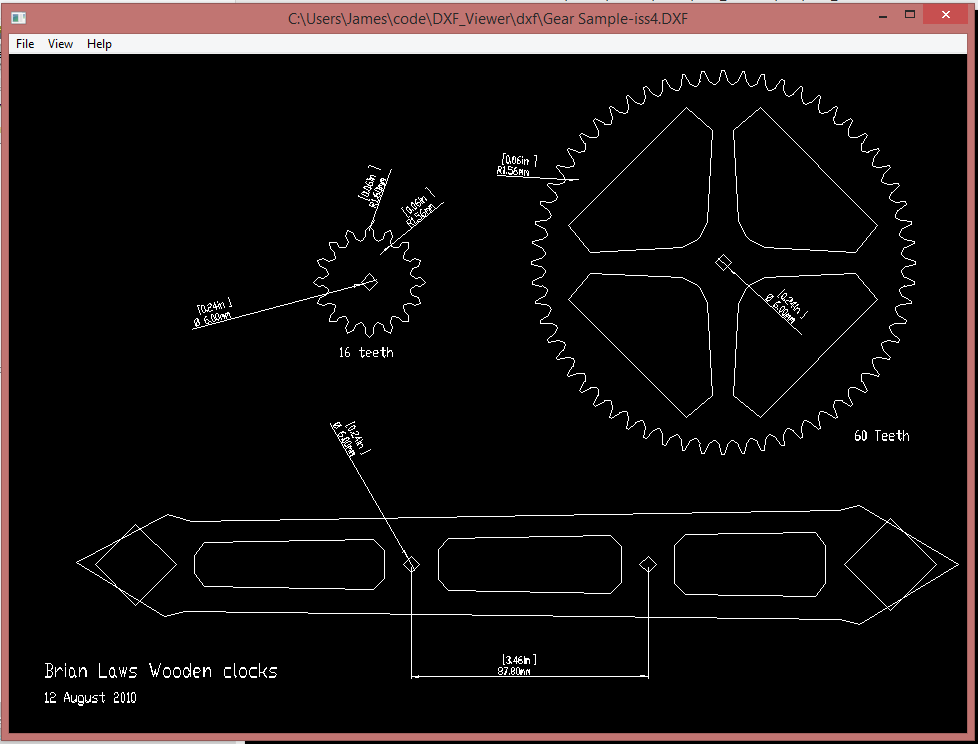 C:\Users\James\code\DXF_Viewer\dxf\Gear Sample-iss4.DXF
File View Help
[0.06in ]
R1.56mm
[0.06in ]
R1.60mm
[0.06in ]
R1.56mm
[0.24in ]
Ø 6.00mm
16 teeth
[0.24in ]
Ø 6.00mm
60 Teeth
[0.24in ]
Ø 6.00mm
[3.46in ]
87.80mm
Brian Laws Wooden clocks
12 August 2010